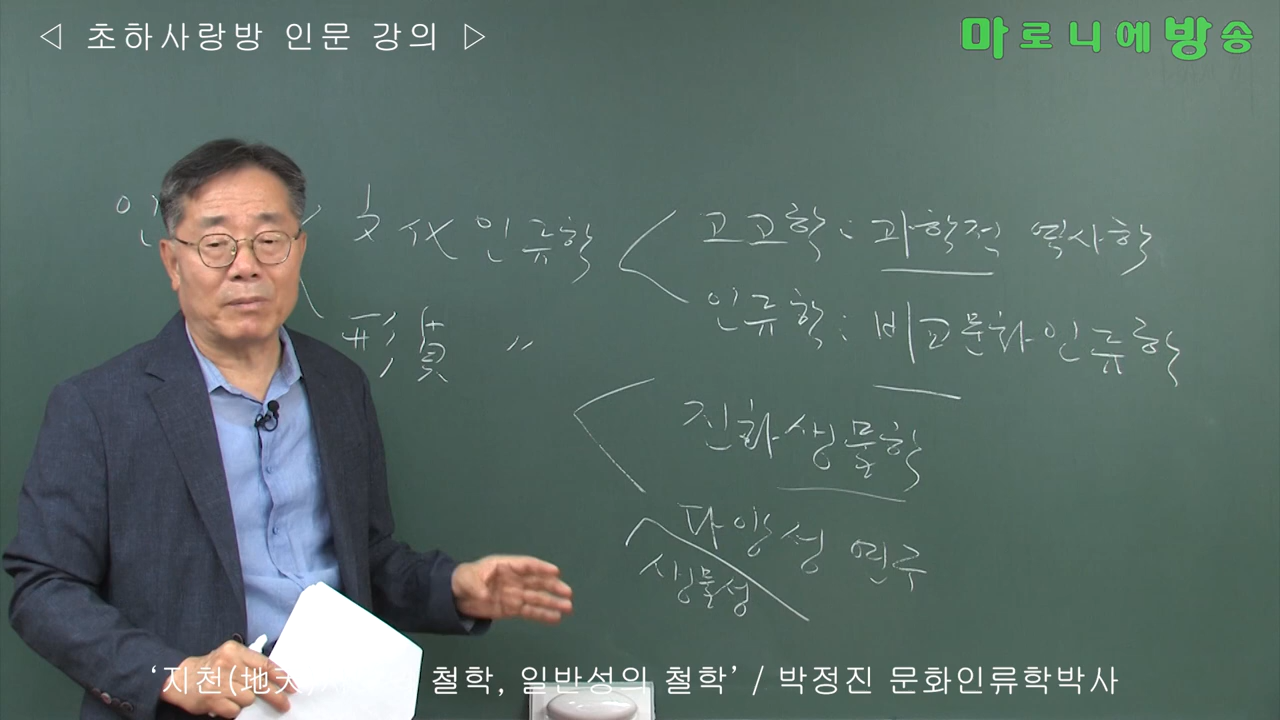 ◁ 초하사랑방 인문 강의 ▷
마로니에방송
文化인류학
고고학: 과학적 역사학
인류학: 비교문화인류학
形質 〃
진화생물학
다양성 연구
생물성
‘지천(地天) 철학, 일반성의 철학’ / 박정진 문화인류학박사